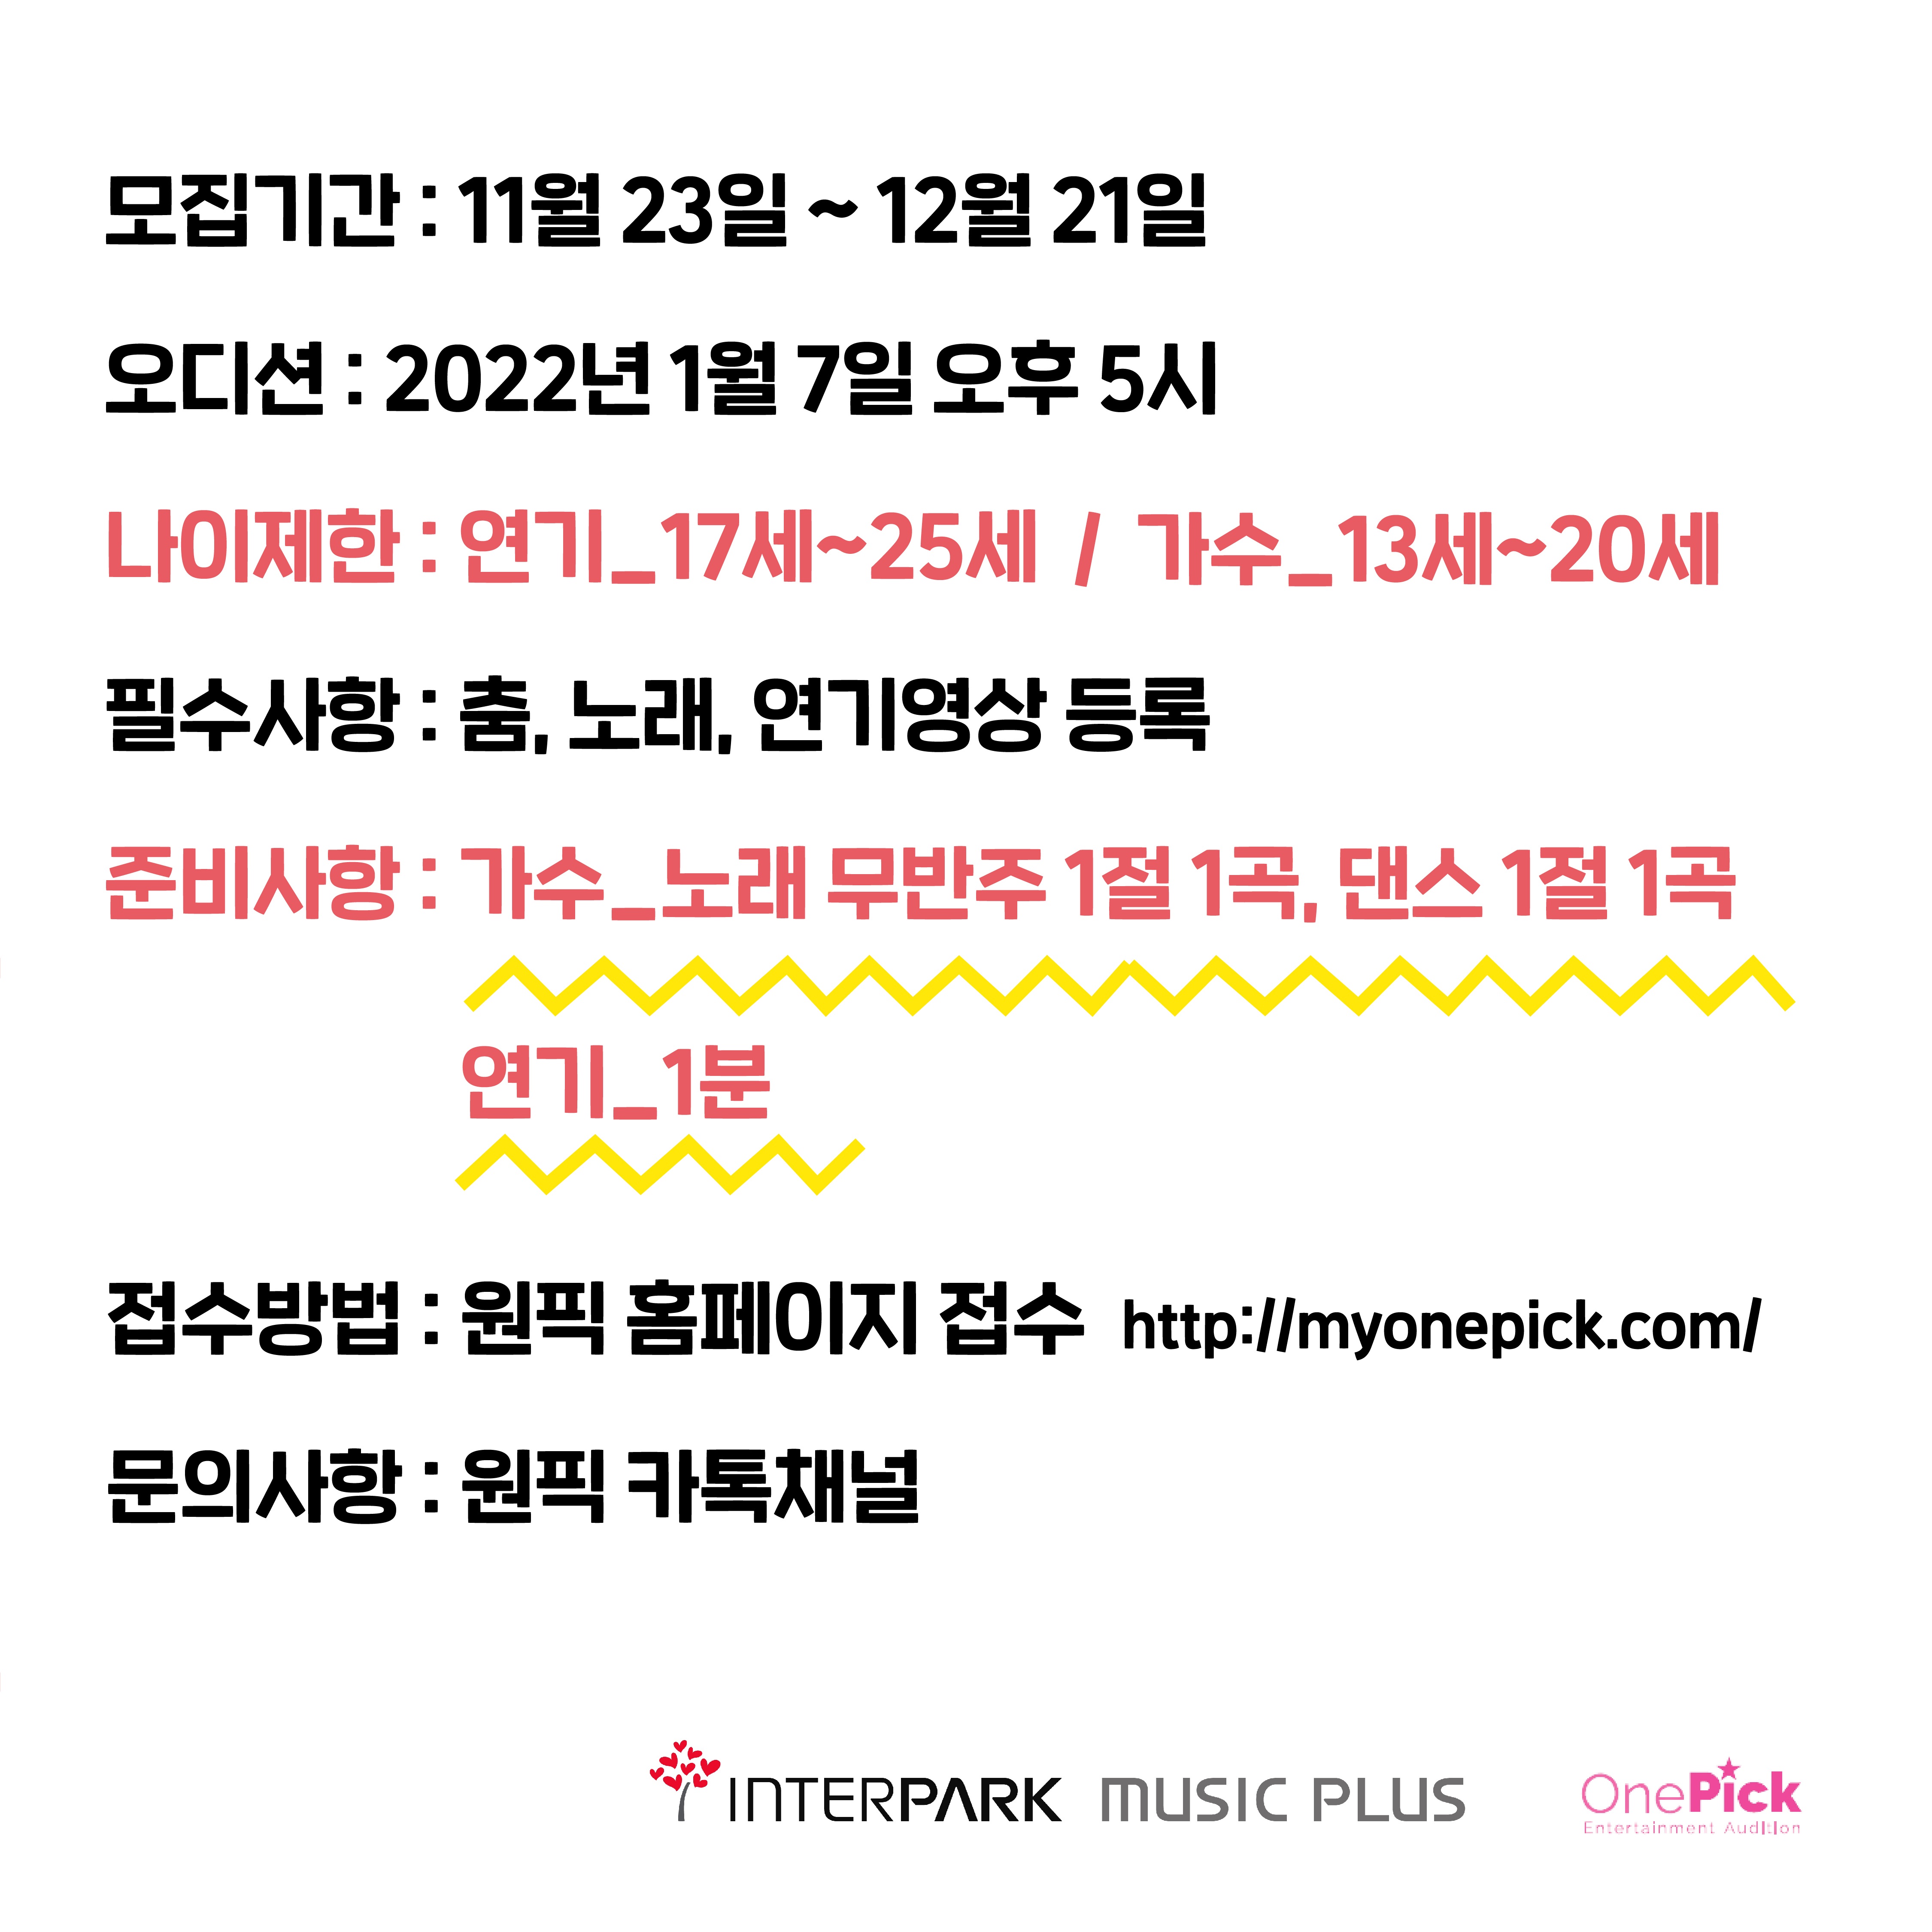 모집기간 : 11월 23일 ~ 12월 21일
오디션 : 2022년 1월 7일 오후 5시
나이제한 : 연기_17세~25세 / 가수_13세~20세
필수사항 : 춤, 노래, 연기영상 등록
준비사항 : 가수_노래 무반주 1절 1곡, 댄스 1절 1곡
연기_1분
접수방법 : 원픽 홈페이지 접수 http://myonepick.com/
문의사항 : 원픽 카톡채널
INTERPARK MUSIC PLUS
OnePick
Entertainment Audition